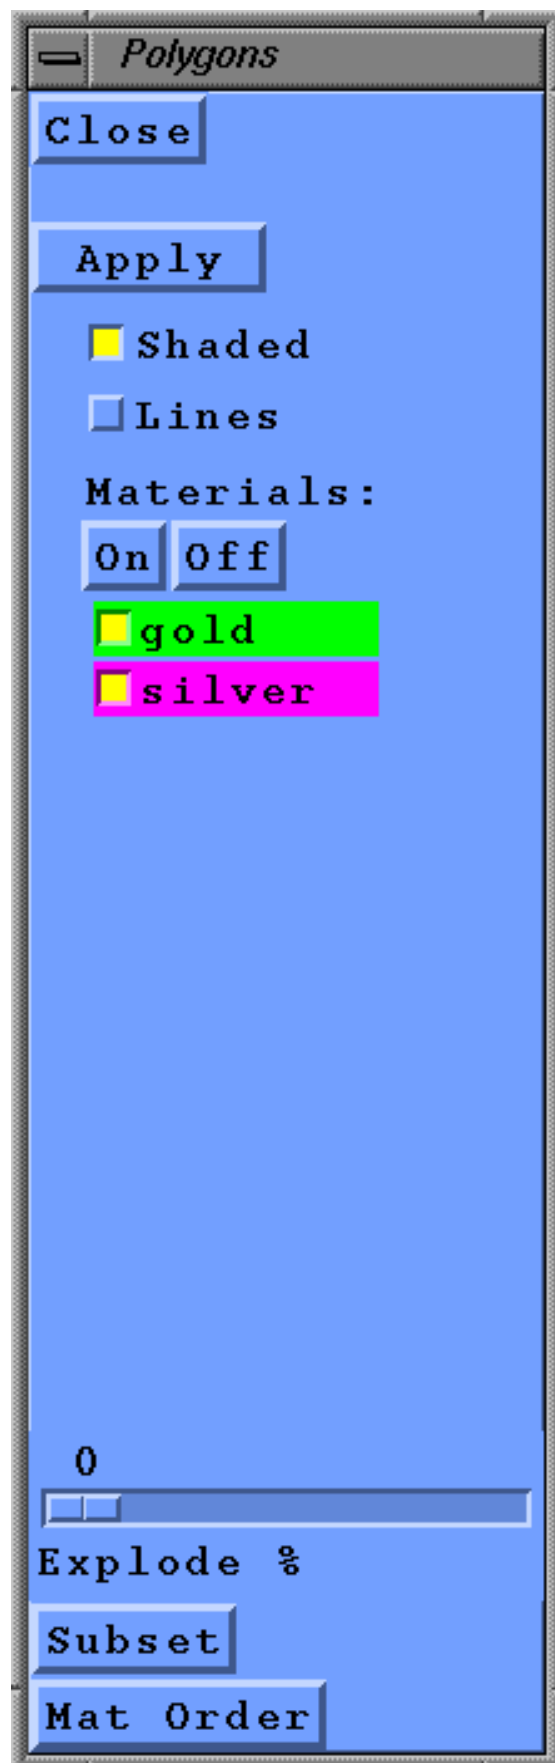 Polygons
Close
Apply
Shaded
Lines
Materials:
On Off
gold
silver
0
Explode %
Subset
Mat Order